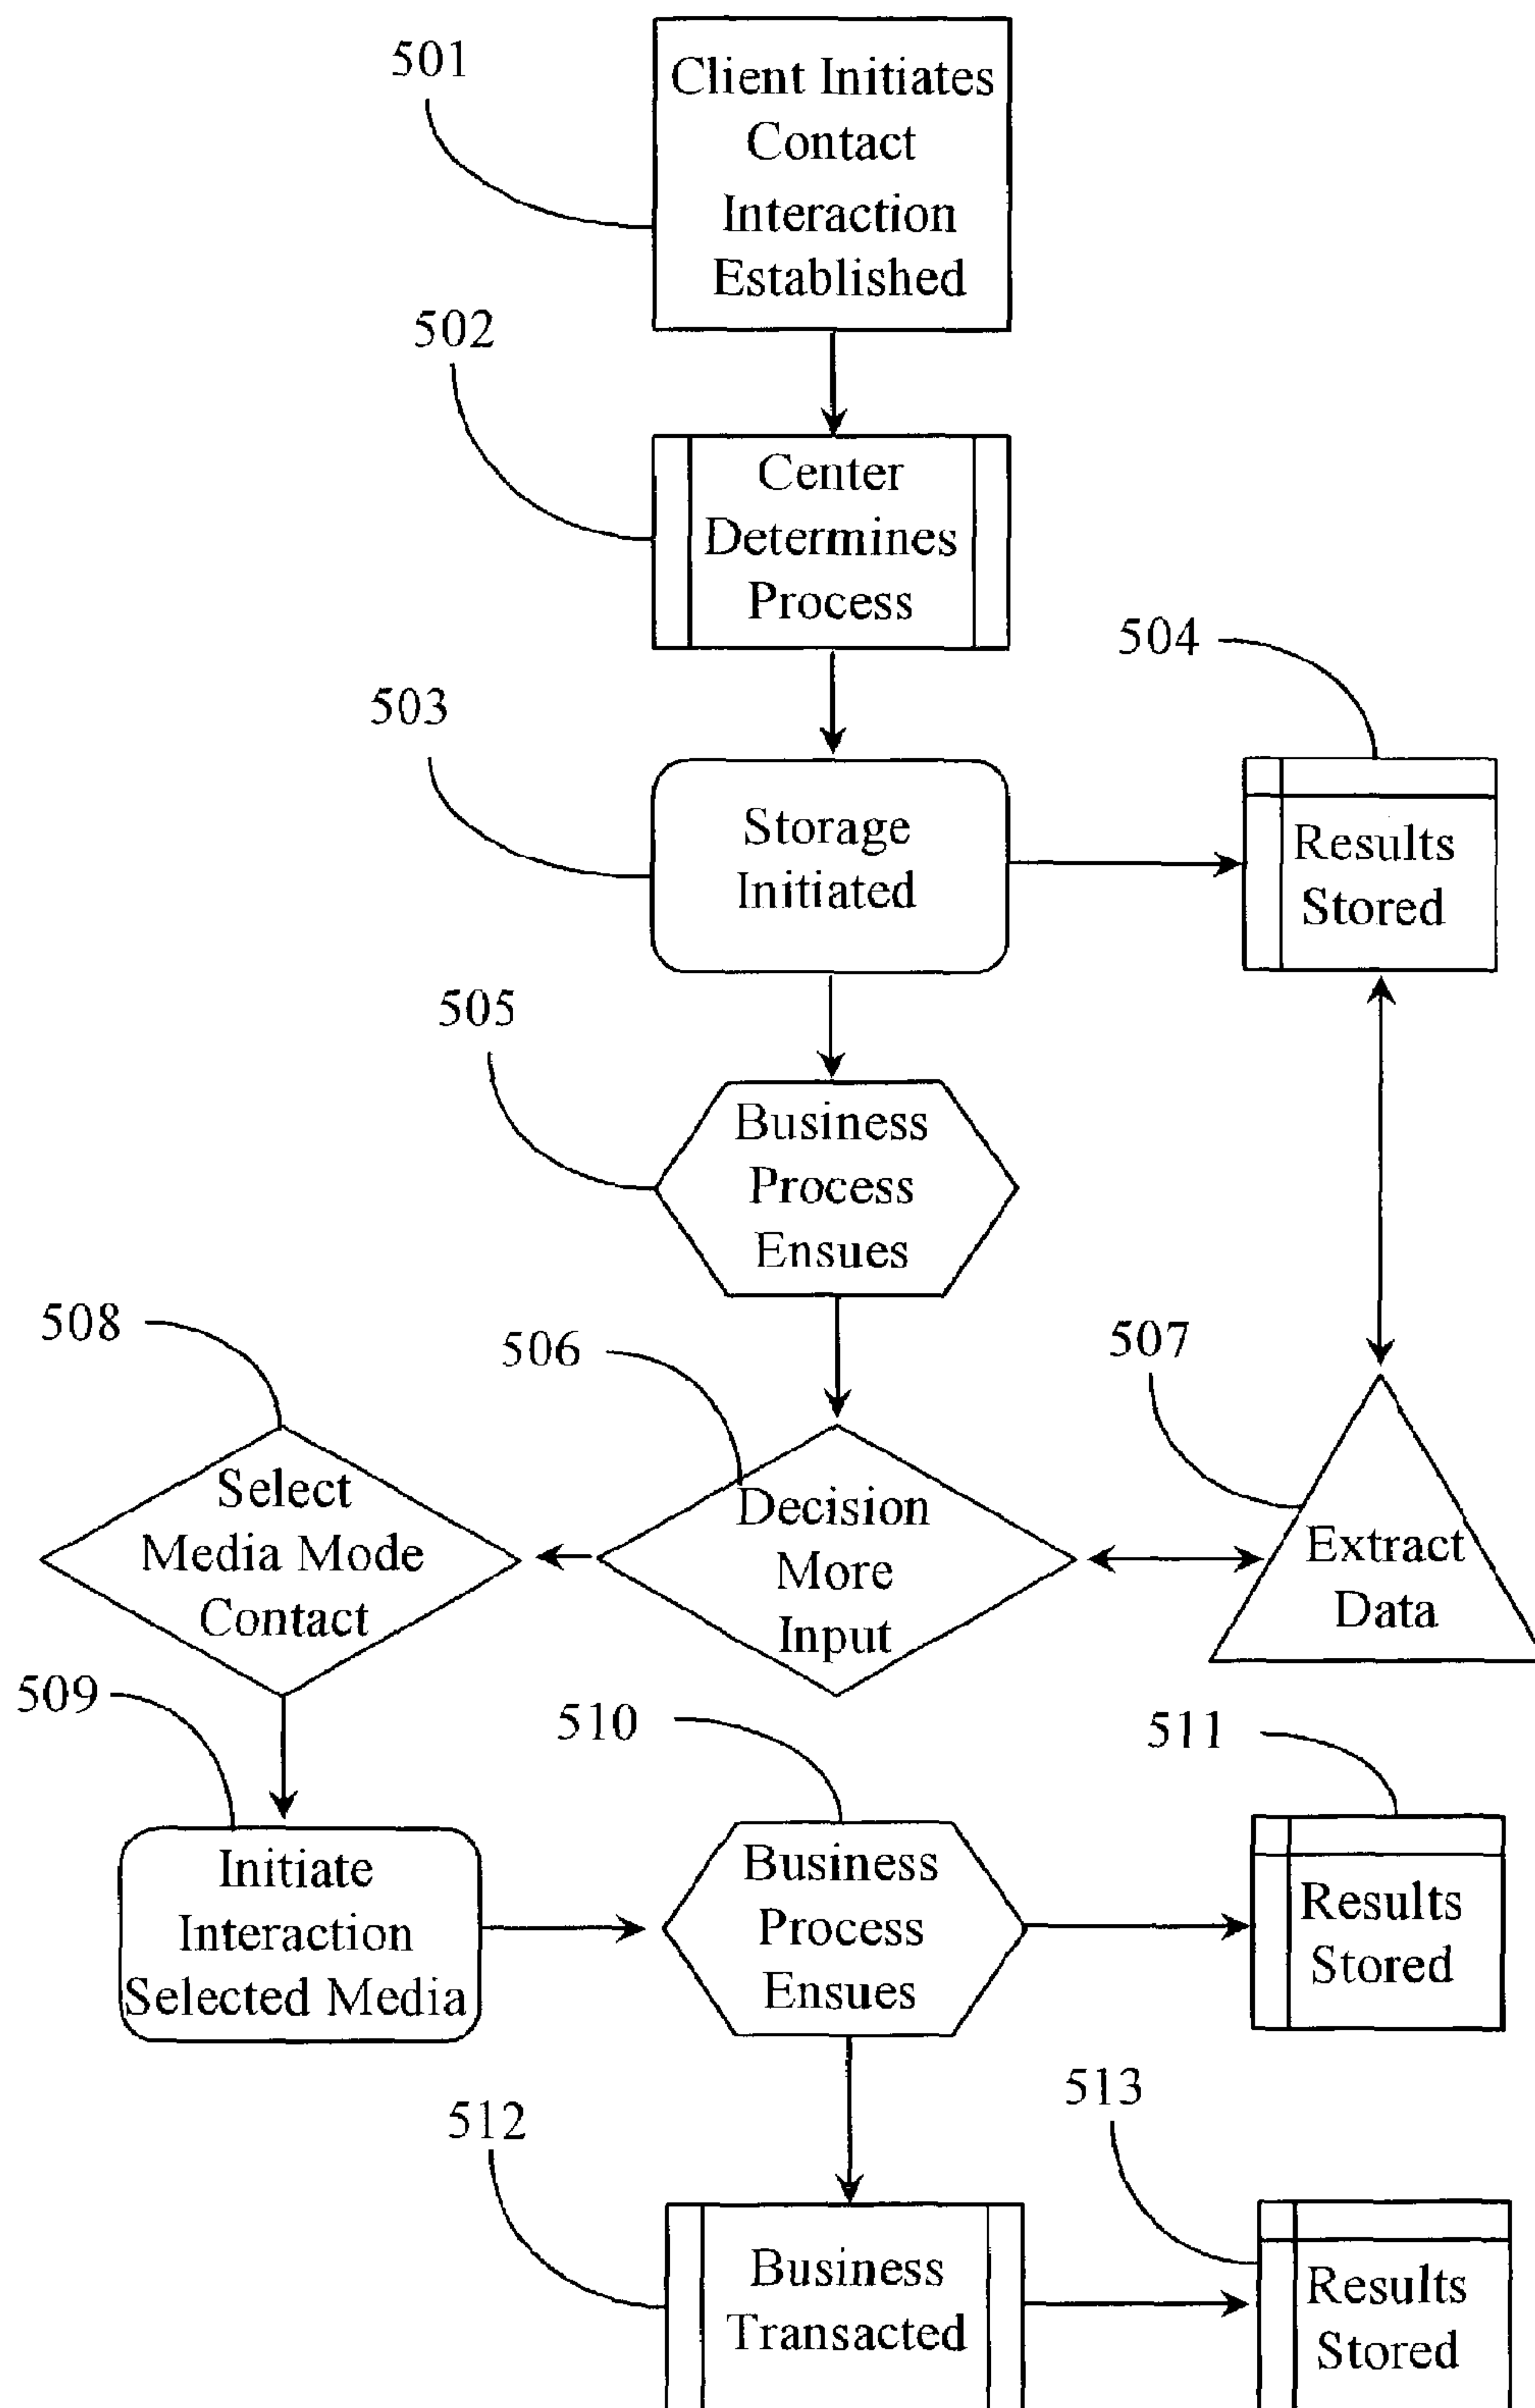 501
Client Initiates
Contact
Interaction
Established
502
Center
Determines
Process
503
Storage
Initiated
504
Results
Stored
505
Business
Process
Ensues
506
Decision
More
Input
507
Extract
Data
508
Select
Media Mode
Contact
509
Initiate
Interaction
Selected Media
510
Business
Process
Ensues
511
Results
Stored
512
Business
Transacted
513
Results
Stored